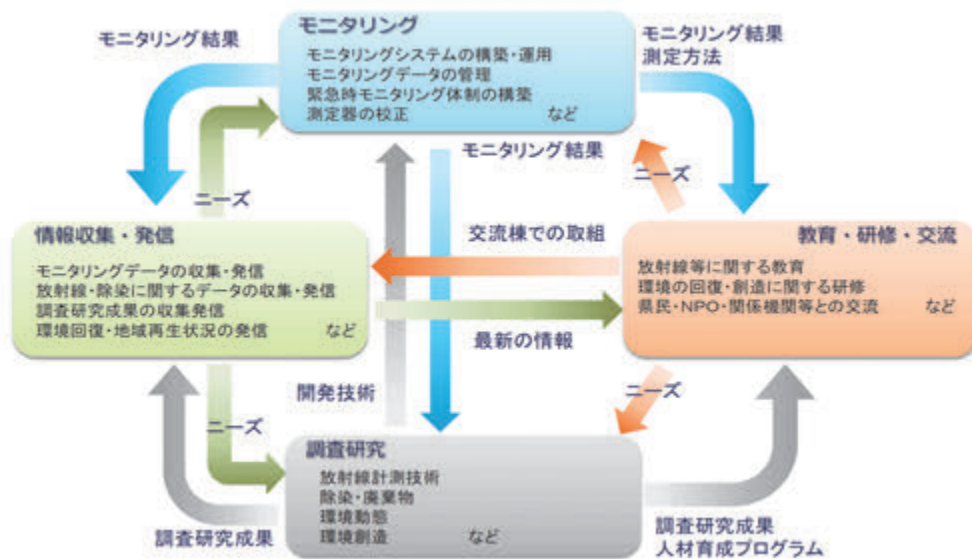 モニタリング
モニタリングシステムの構築・運用
モニタリングデータの管理
緊急時モニタリング体制の構築
測定器の校正 など
モニタリング結果
モニタリング結果
測定方法
モニタリング結果
ニーズ
ニーズ
情報収集・発信
モニタリングデータの収集・発信
放射線・除染に関するデータの収集・発信
調査研究成果の収集発信
環境回復・地域再生状況の発信 など
交流棟での取組
最新の情報
教育・研修・交流
放射線等に関する教育
環境の回復・創造に関する研修
県民・NPO・関係機関等との交流 など
開発技術
ニーズ
ニーズ
調査研究
放射線計測技術
除染・廃棄物
環境動態
環境創造 など
調査研究成果
調査研究成果
人材育成プログラム